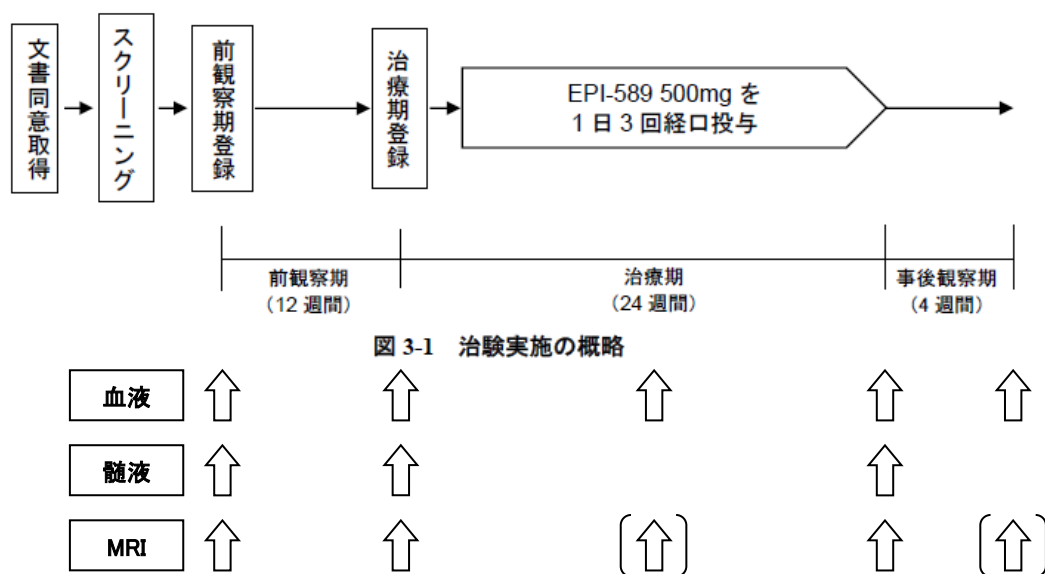 文書同意取得
スクリーニング
前観察期登録
治療期登録
EPI-589 500mg を
1 日 3 回経口投与
前観察期
（12 週間）
治療期
（24 週間）
事後観察期
（4 週間）
図 3-1　治験実施の概略
血液
髄液
MRI